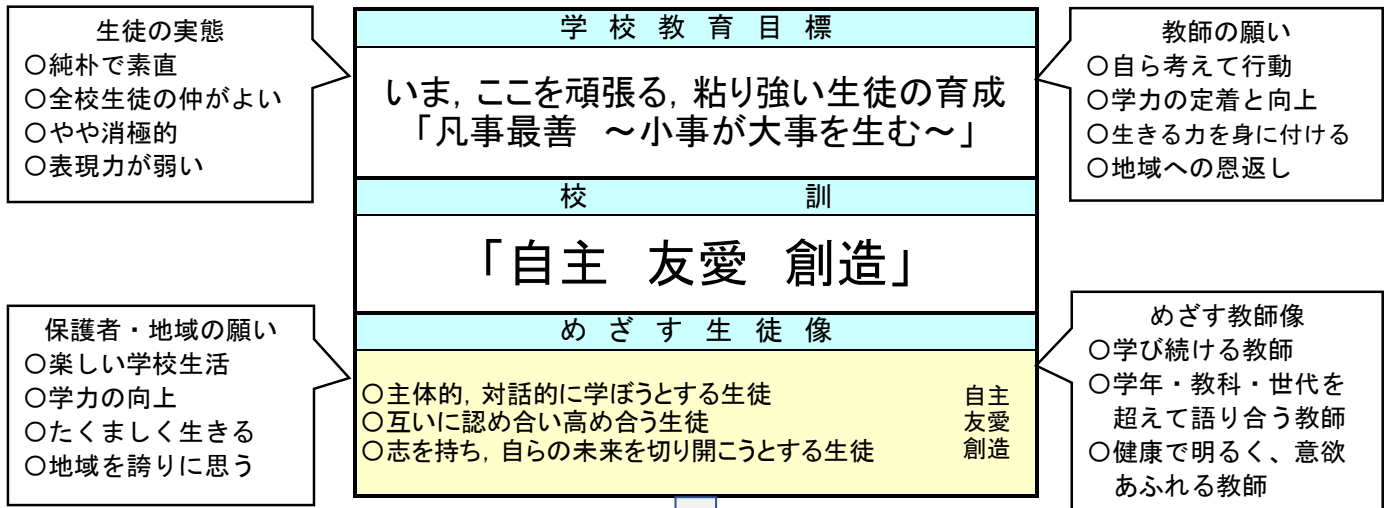 生徒の実態
○純朴で素直
○全校生徒の仲がよい
○やや消極的
○表現力が弱い
学校教育目標
いま，ここを頑張る，粘り強い生徒の育成
「凡事最善　～小事が大事を生む～」
教師の願い
○自ら考えて行動
○学力の定着と向上
○生きる力を身に付ける
○地域への恩返し
校訓
「自主　友愛　創造」
保護者・地域の願い
○楽しい学校生活
○学力の向上
○たくましく生きる
○地域を誇りに思う
めざす生徒像
○主体的，対話的に学ぼうとする生徒　自主
○互いに認め合い高め合う生徒　友愛
○志を持ち，自らの未来を切り開こうとする生徒　創造
めざす教師像
○学び続ける教師
○学年・教科・世代を
超えて語り合う教師
○健康で明るく、意欲
あふれる教師